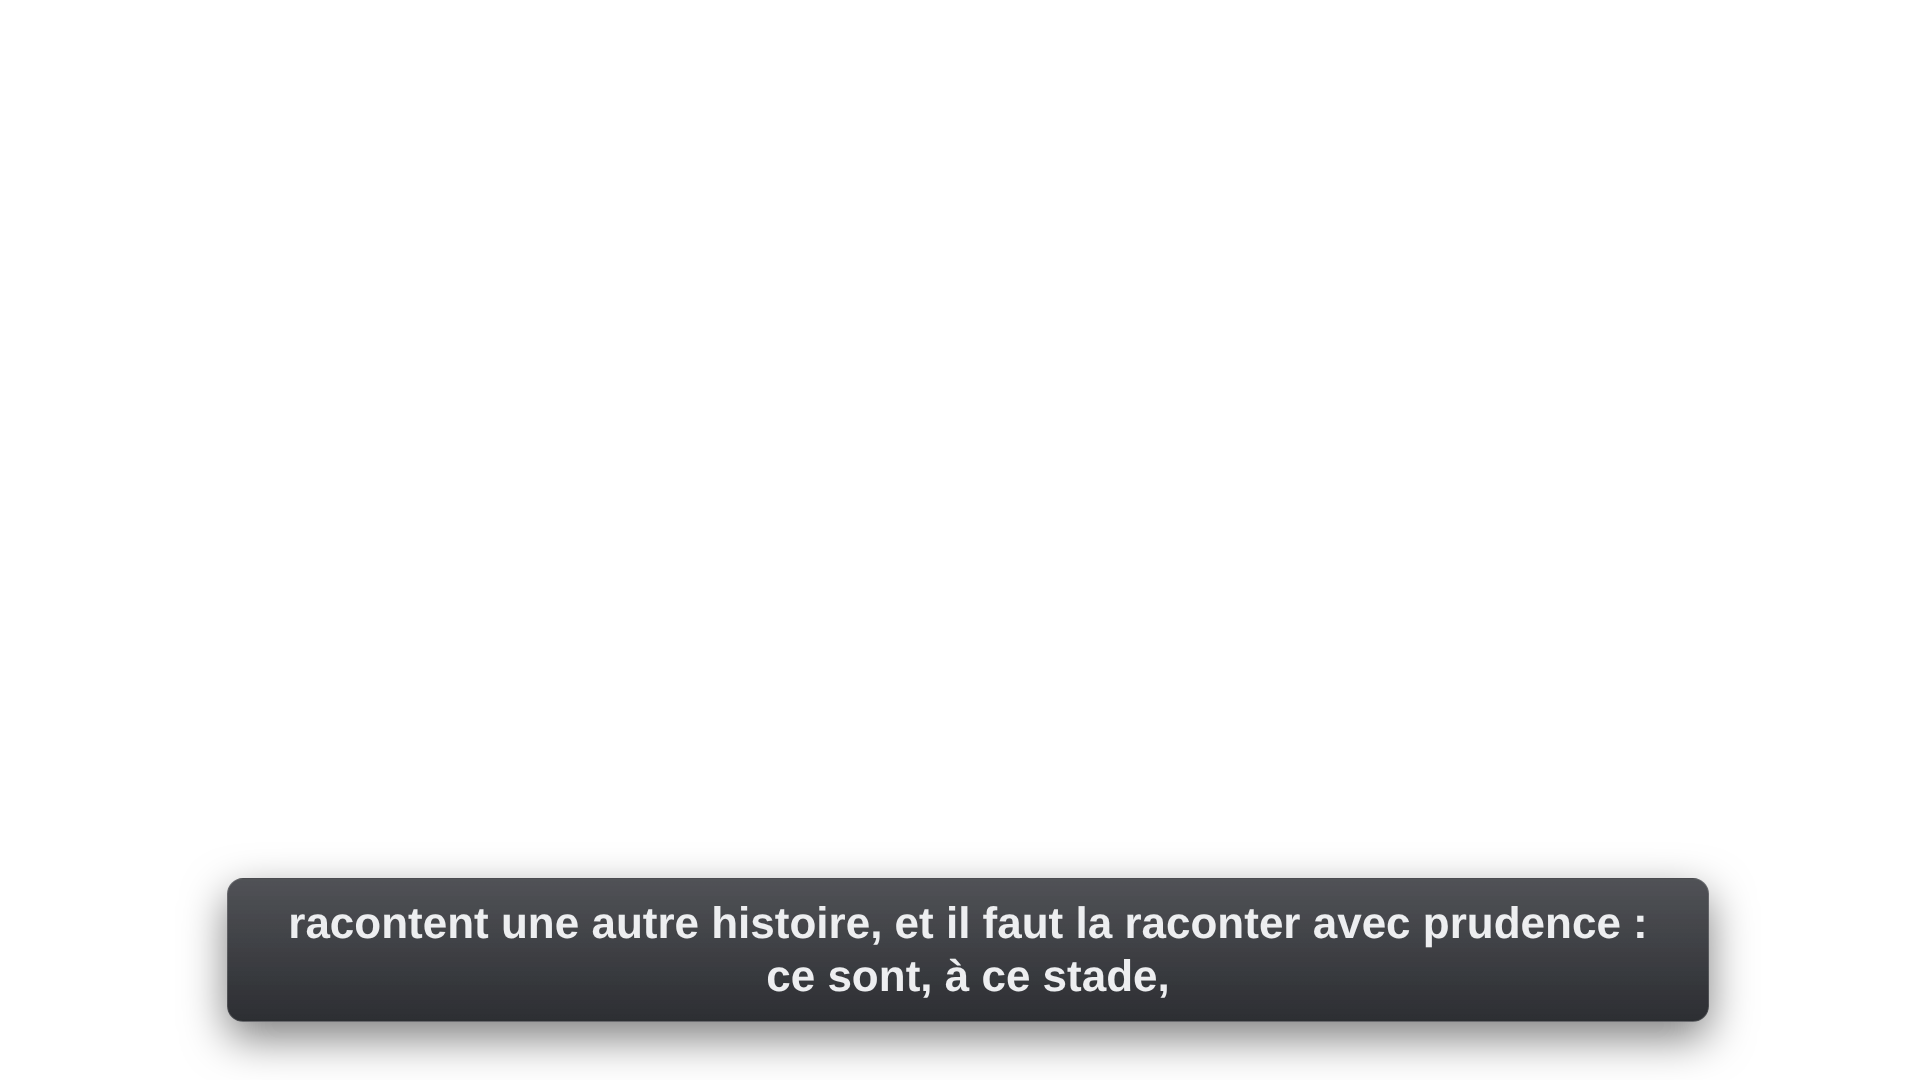 racontent une autre histoire, et il faut la raconter avec prudence :
ce sont, à ce stade,